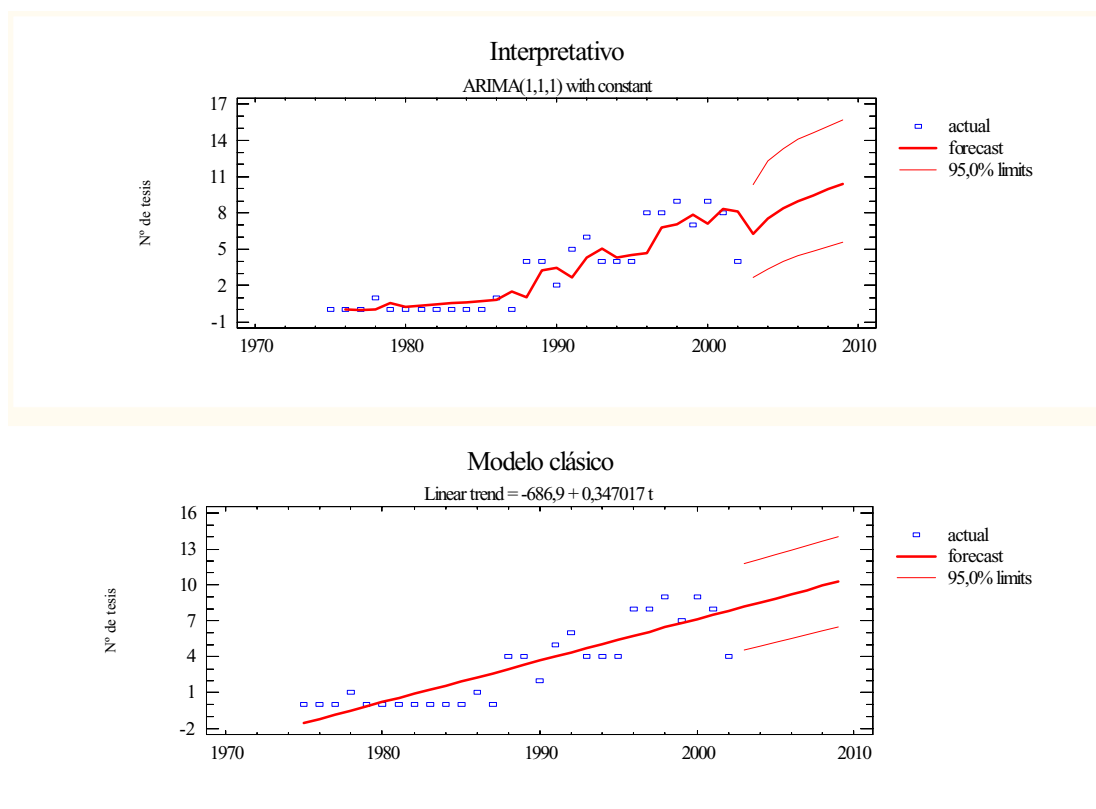 Interpretativo
ARIMA(1,1,1) with constant
Nº de tesis
17
14
11
8
5
2
-1
1970 1980 1990 2000 2010
actual
forecast
95,0% limits
Modelo clásico
Linear trend = -686,9 + 0,347017 t
Nº de tesis
16
13
10
7
4
1
-2
1970 1980 1990 2000 2010
actual
forecast
95,0% limits